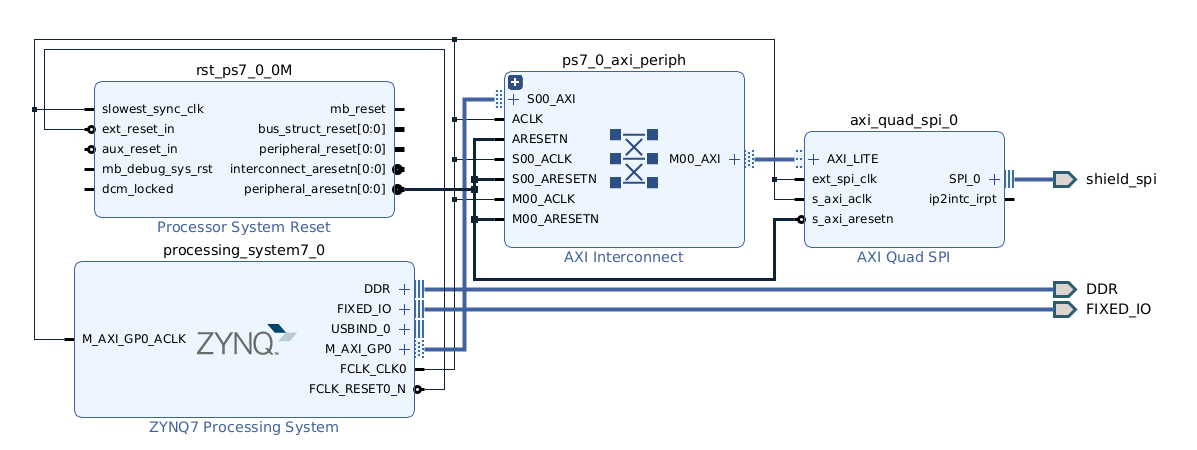 rst_ps7_0_0M
slowest_sync_clk
ext_reset_in
aux_reset_in
mb_debug_sys_rst
dcm_locked
mb_reset
bus_struct_reset[0:0]
peripheral_reset[0:0]
interconnect_aresetn[0:0]
peripheral_aresetn[0:0]
Processor System Reset
processing_system7_0
M_AXI_GP0_ACLK
ZYNQ
DDR
FIXED_IO
USBIND_0
M_AXI_GP0
FCLK_CLK0
FCLK_RESET0_N
ZYNQ7 Processing System
ps7_0_axi_periph
S00_AXI
ACLK
ARESETN
S00_ACLK
S00_ARESETN
M00_ACLK
M00_ARESETN
M00_AXI
AXI Interconnect
axi_quad_spi_0
AXI_LITE
ext_spi_clk
s_axi_aclk
s_axi_aresetn
SPI_0
ip2intc_irpt
AXI Quad SPI
shield_spi
DDR
FIXED_IO